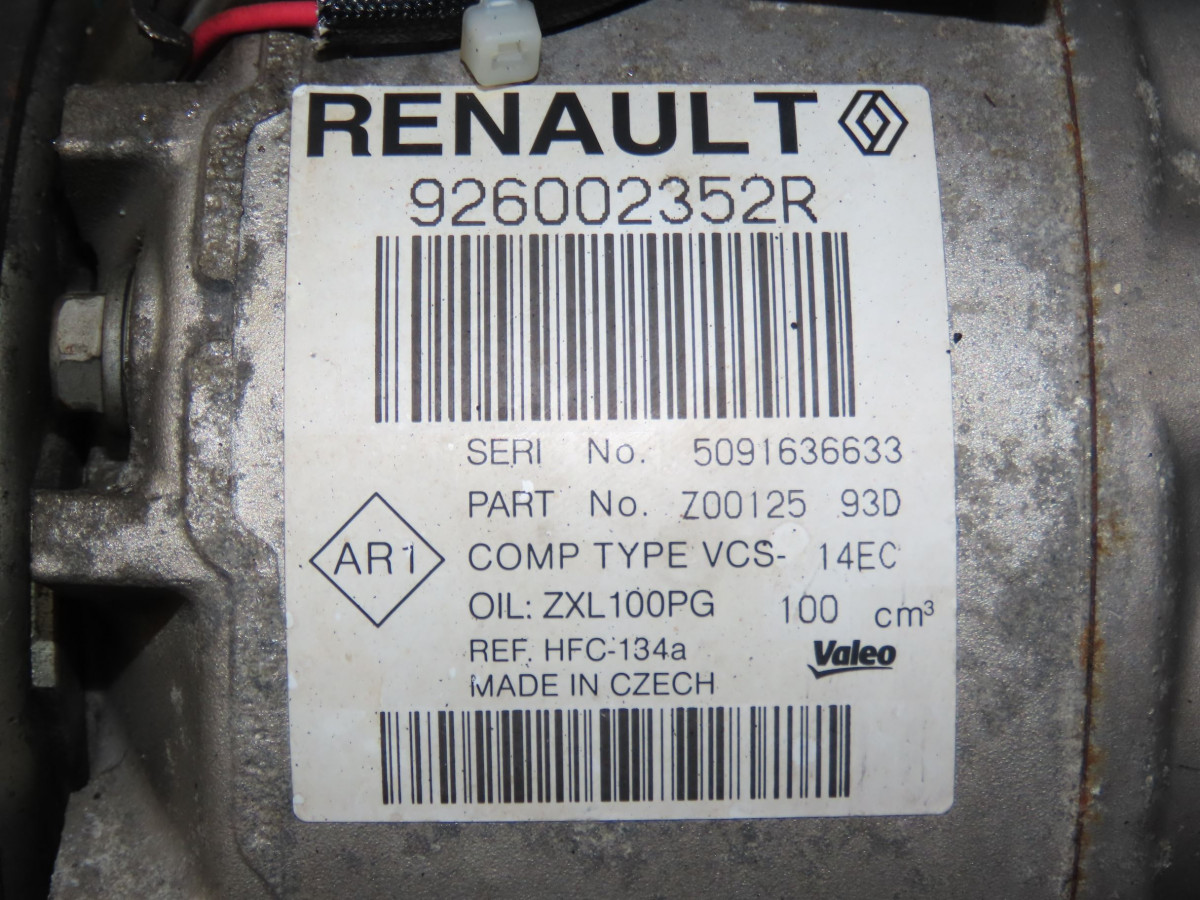 RENAULT
926002352R
SERI No. 5091636633
PART No. Z00125 93D
AR1
COMP TYPE VCS- 14EC
OIL: ZXL100PG 100 cm³
REF. HFC-134a
Valeo
MADE IN CZECH